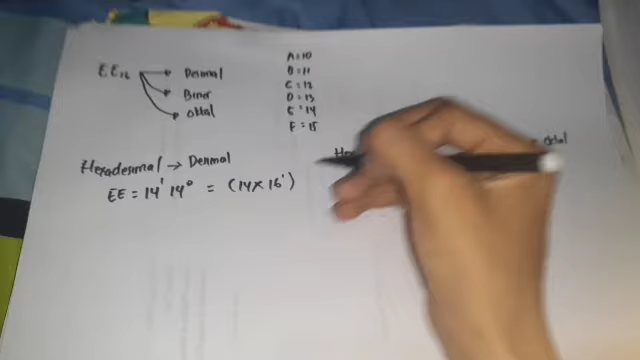 EE16 → Desimal
→ Biner
→ oktal
A = 10
B = 11
C = 12
D = 13
E = 14
F = 15
Hexadesimal → Desimal
EE = 14¹ 14⁰ = (14 × 16¹)